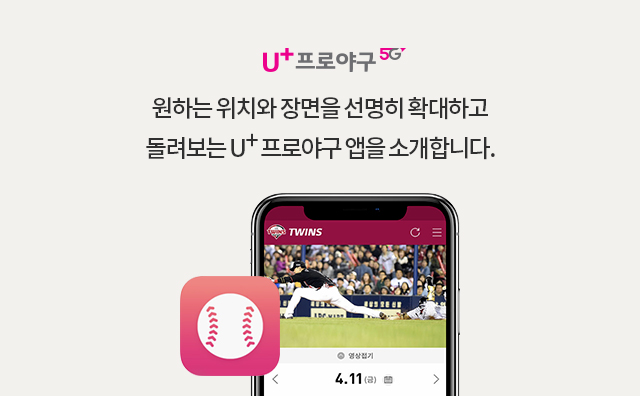 U+프로야구 5G
원하는 위치와 장면을 선명히 확대하고
돌려보는 U+ 프로야구 앱을 소개합니다.
TWINS
영상접기
4.11 (금)